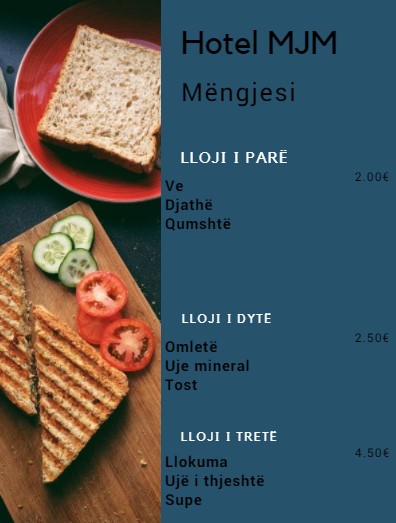 Hotel MJM
Mëngjesi
LLOJI I PARË
2.00€
Ve
Djathë
Qumshtë
LLOJI I DYTË
2.50€
Omletë
Uje mineral
Tost
LLOJI I TRETË
4.50€
Llokuma
Ujë i thjeshtë
Supe